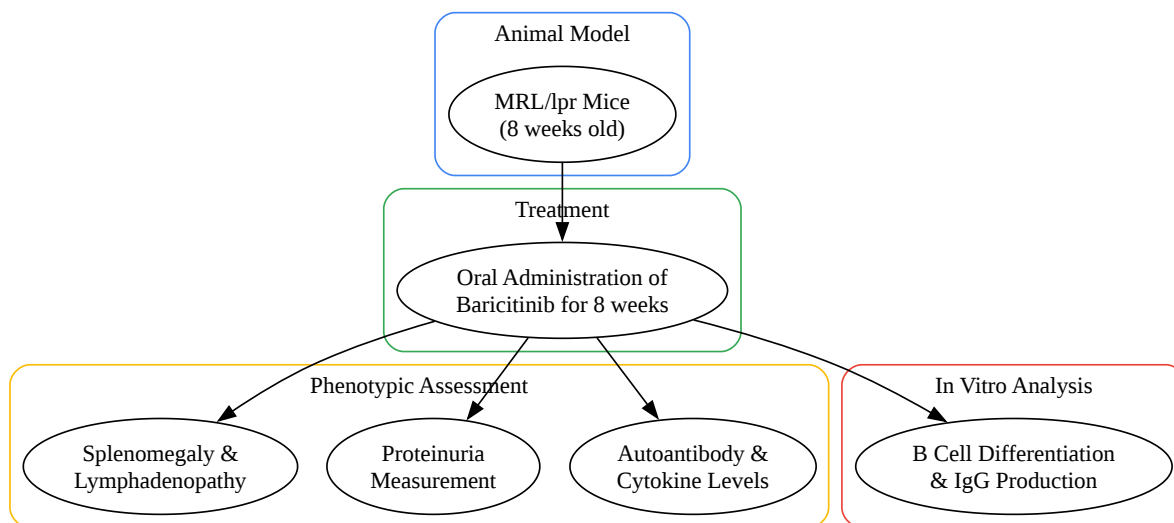 Animal Model
MRL/lpr Mice
(8 weeks old)
Treatment
Oral Administration of
Baricitinib for 8 weeks
Phenotypic Assessment
Splenomegaly &
Lymphadenopathy
Proteinuria
Measurement
Autoantibody &
Cytokine Levels
In Vitro Analysis
B Cell Differentiation
& IgG Production